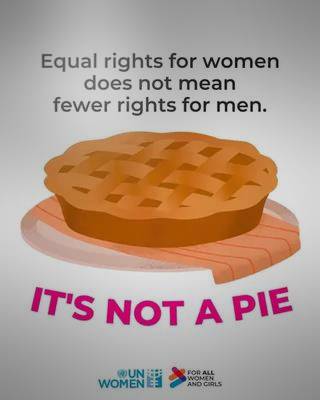 Equal rights for women
does not mean
fewer rights for men.
IT'S NOT A PIE
UN
WOMEN
FOR ALL
WOMEN
AND GIRLS